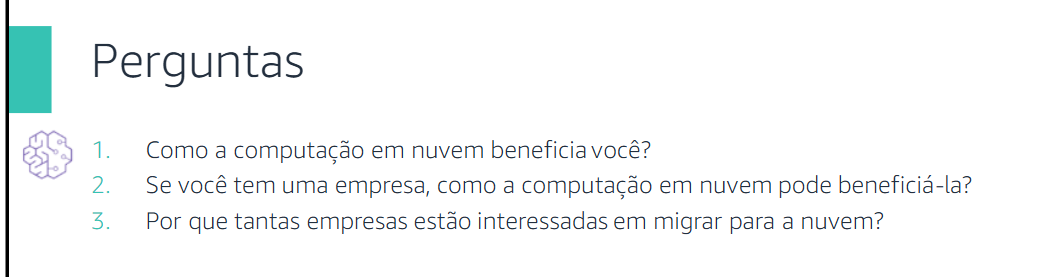 Perguntas
1. Como a computação em nuvem beneficia você?
2. Se você tem uma empresa, como a computação em nuvem pode beneficiá-la?
3. Por que tantas empresas estão interessadas em migrar para a nuvem?